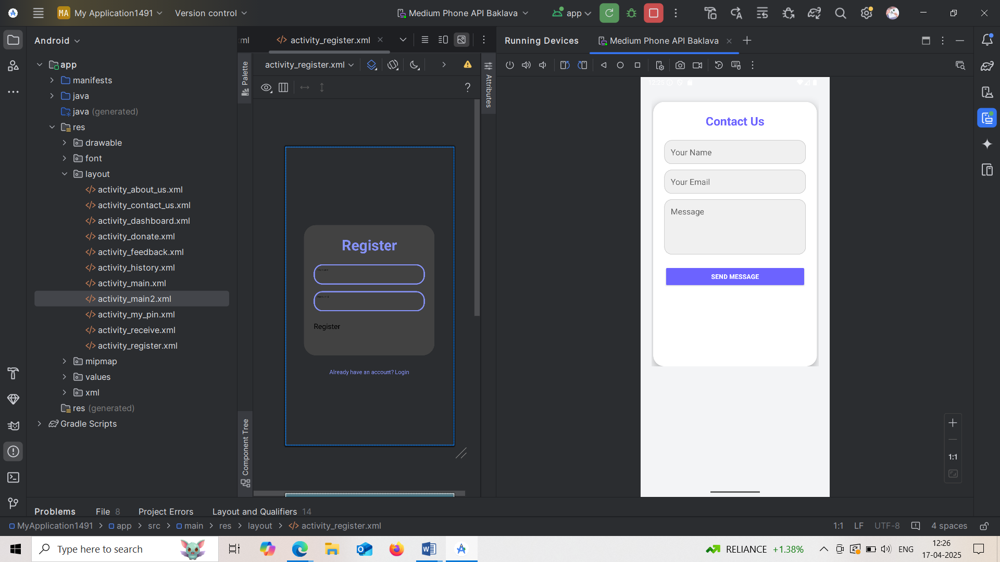 MA My Application1491 Version control Medium Phone API Baklava app
Android
app
manifests
java
java (generated)
res
drawable
font
layout
activity_about_us.xml
activity_contact_us.xml
activity_dashboard.xml
activity_donate.xml
activity_feedback.xml
activity_history.xml
activity_main.xml
activity_main2.xml
activity_my_pin.xml
activity_receive.xml
activity_register.xml
mipmap
values
xml
res (generated)
Gradle Scripts
activity_register.xml
Palette
activity_register.xml
?
Attributes
Register
Register
Already have an account? Login
Component Tree
Running Devices Medium Phone API Baklava
12:25
Contact Us
Your Name
Your Email
Message
SEND MESSAGE
1:1
Problems File 8 Project Errors Layout and Qualifiers 14
MyApplication1491 > app > src > main > res > layout > activity_register.xml
1:1 LF UTF-8 4 spaces
Type here to search
RELIANCE +1.38%
ENG
12:26
17-04-2025